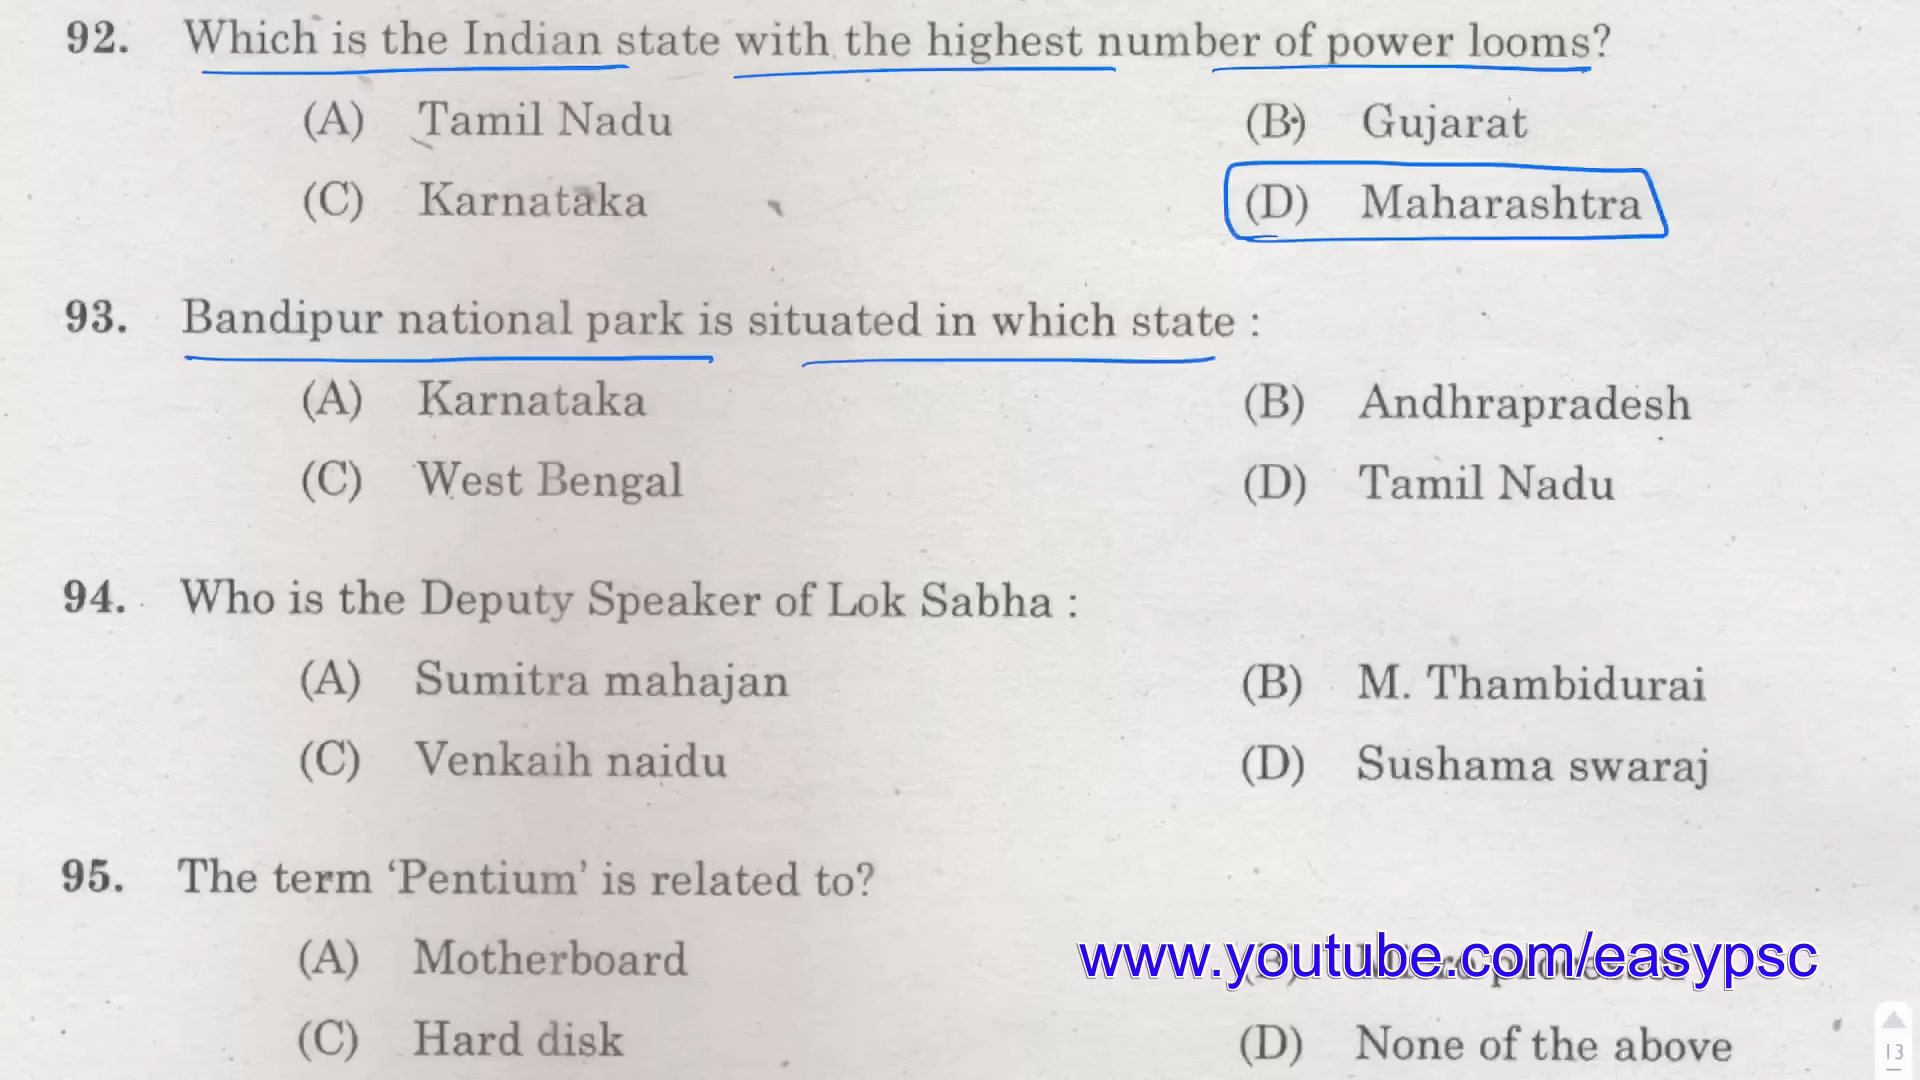 92. Which is the Indian state with the highest number of power looms?
(A) Tamil Nadu (B) Gujarat
(C) Karnataka (D) Maharashtra
93. Bandipur national park is situated in which state :
(A) Karnataka (B) Andhrapradesh
(C) West Bengal (D) Tamil Nadu
94. Who is the Deputy Speaker of Lok Sabha :
(A) Sumitra mahajan (B) M. Thambidurai
(C) Venkaih naidu (D) Sushama swaraj
95. The term ‘Pentium’ is related to?
(A) Motherboard (B)
www.youtube.com/easypsc
(C) Hard disk (D) None of the above
13